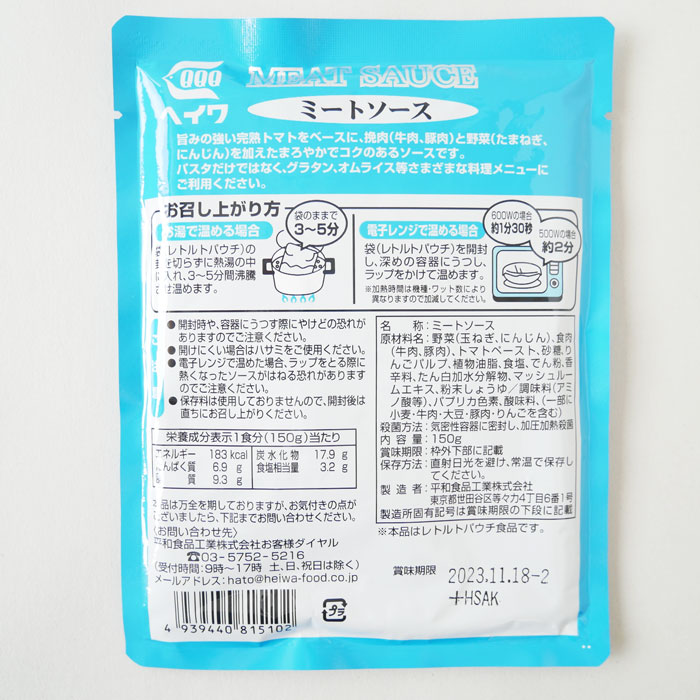 ヘイワ
MEAT SAUCE
ミートソース
旨みの強い完熟トマトをベースに、挽肉(牛肉、豚肉)と野菜(たまねぎ、
にんじん)を加えたまろやかでコクのあるソースです。
パスタだけではなく、グラタン、オムライス等さまざまな料理メニューに
ご利用ください。
お召し上がり方
お湯で温める場合
袋のままで
3〜5分
袋(レトルトパウチ)の
封を切らずに熱湯の中
に入れ、3〜5分間沸騰
させ温めます。
電子レンジで温める場合
600Wの場合
約1分30秒
500Wの場合
約2分
袋(レトルトパウチ)を開封
し、深めの容器にうつし、
ラップをかけて温めます。
※加熱時間は機種・ワット数により
異なりますので加減してください。
●開封時や、容器にうつす際にやけどの恐れが
ありますのでご注意ください。
●開けにくい場合はハサミをご使用ください。
●電子レンジで温めた場合、ラップをとる際に
熱くなったソースがはねる恐れがあります
のでご注意ください。
●保存料は使用しておりませんので、開封後は
直ちにお召し上がりください。
栄養成分表示1食分(150g)当たり
エネルギー 183kcal 炭水化物 17.9g
たんぱく質 6.9g 食塩相当量 3.2g
脂質 9.3g
本品は万全を期しておりますが、お気付きの点が
ございましたら、下記までお問い合わせください。
〈お問い合わせ先〉
平和食品工業株式会社お客様ダイヤル
☎03-5752-5216
(受付時間:9時〜17時 土、日、祝日は除く)
メールアドレス:hato@heiwa-food.co.jp
4939440815102
プラ
名称:ミートソース
原材料名:野菜(玉ねぎ、にんじん)、食肉
(牛肉、豚肉)、トマトペースト、砂糖、り
んごパルプ、植物油脂、食塩、でん粉、香
辛料、たん白加水分解物、マッシュルー
ムエキス、粉末しょうゆ/調味料(アミ
ノ酸等)、パプリカ色素、酸味料、(一部に
小麦・牛肉・大豆・豚肉・りんごを含む)
殺菌方法:気密性容器に密封し、加圧加熱殺菌
内容量:150g
賞味期限:枠外下部に記載
保存方法:直射日光を避け、常温で保存し
てください。
製造者:平和食品工業株式会社
東京都世田谷区等々力4丁目6番1号
製造所固有記号は賞味期限の下段に記載
※本品はレトルトパウチ食品です。
賞味期限 2023.11.18-2
+HSAK